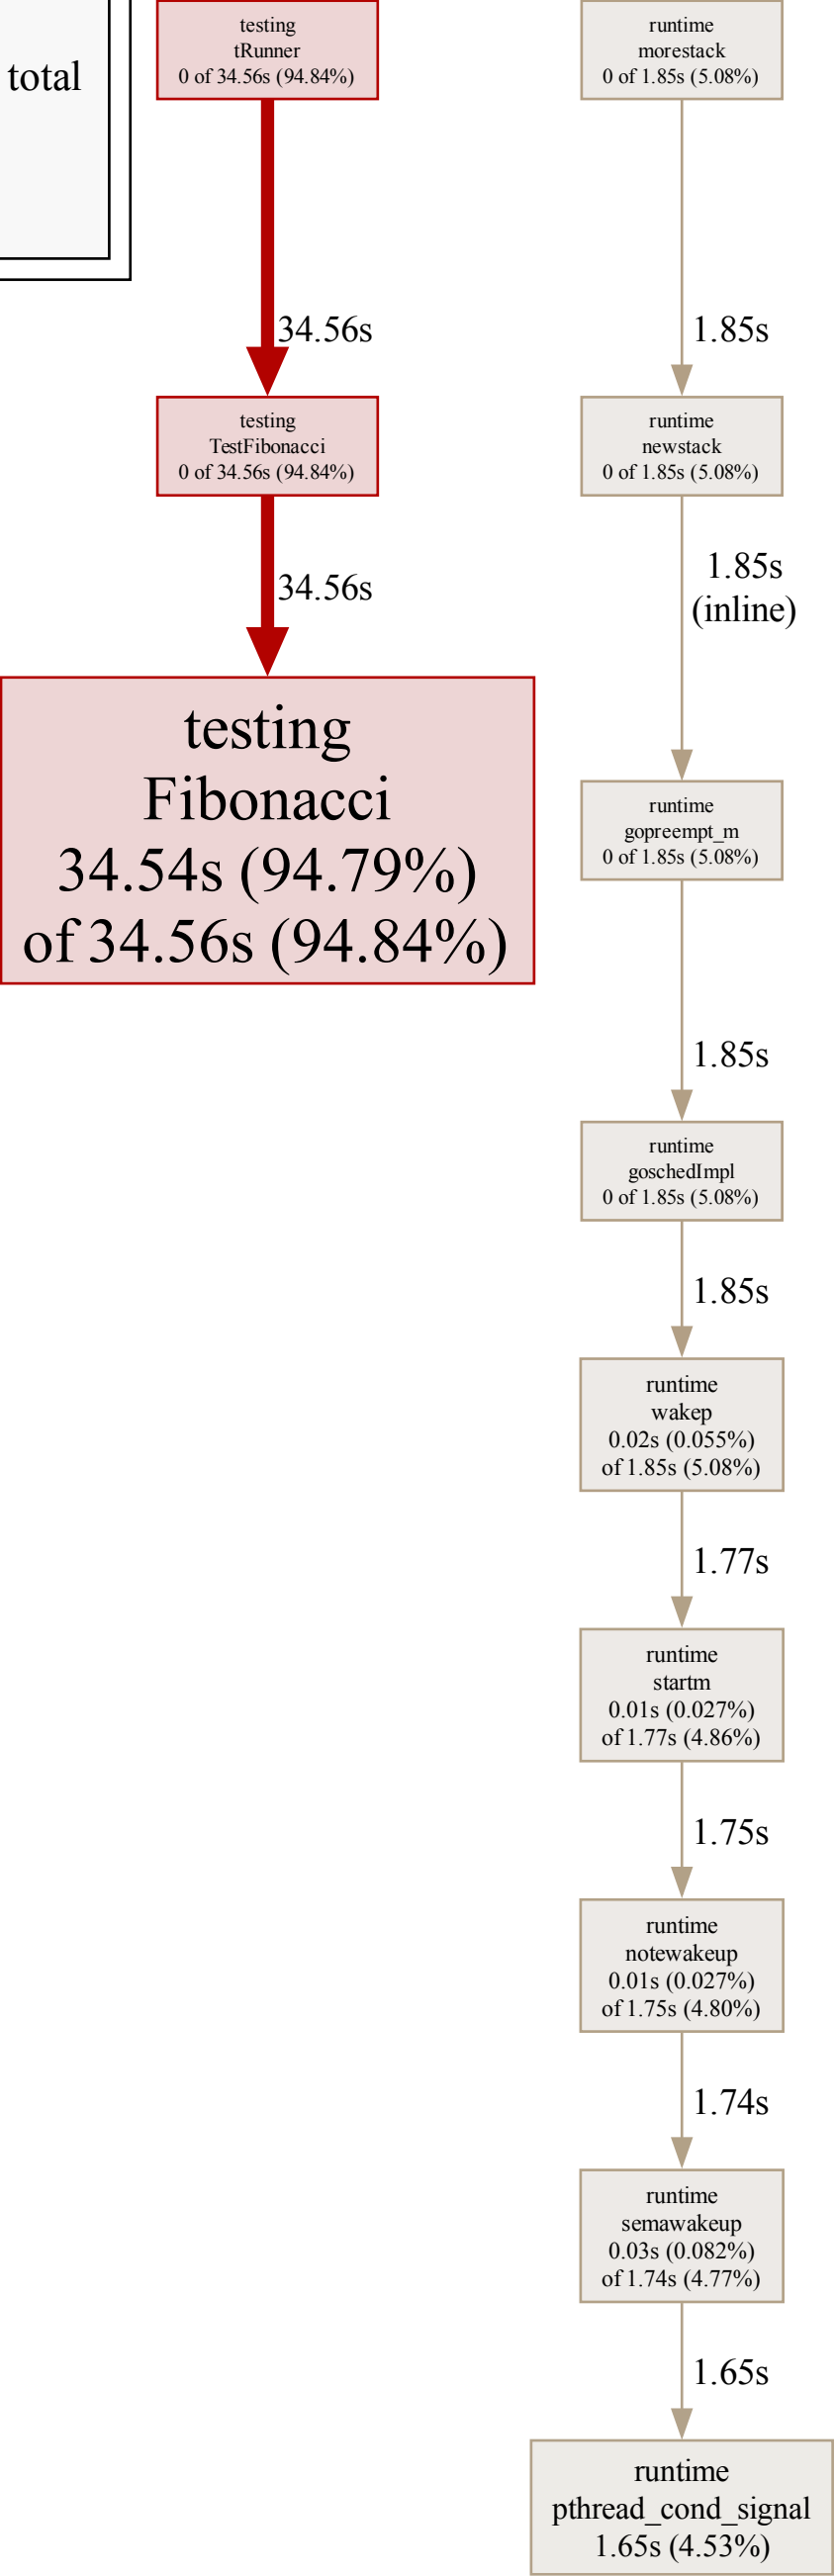 total
testing
tRunner
0 of 34.56s (94.84%)
34.56s
testing
TestFibonacci
0 of 34.56s (94.84%)
34.56s
testing
Fibonacci
34.54s (94.79%)
of 34.56s (94.84%)
runtime
morestack
0 of 1.85s (5.08%)
1.85s
runtime
newstack
0 of 1.85s (5.08%)
1.85s
(inline)
runtime
gopreempt_m
0 of 1.85s (5.08%)
1.85s
runtime
goschedImpl
0 of 1.85s (5.08%)
1.85s
runtime
wakep
0.02s (0.055%)
of 1.85s (5.08%)
1.77s
runtime
startm
0.01s (0.027%)
of 1.77s (4.86%)
1.75s
runtime
notewakeup
0.01s (0.027%)
of 1.75s (4.80%)
1.74s
runtime
semawakeup
0.03s (0.082%)
of 1.74s (4.77%)
1.65s
runtime
pthread_cond_signal
1.65s (4.53%)